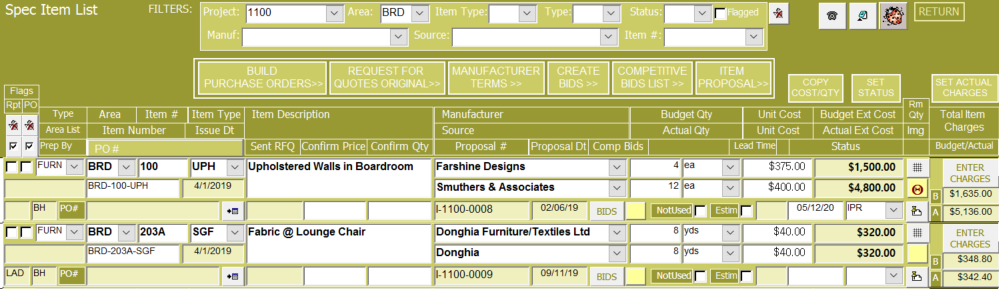 Spec Item List
FILTERS: Project: 1100 Area: BRD Item Type: Type: Status: Flagged RETURN
Manuf: Source: Item #:
BUILD PURCHASE ORDERS>>
REQUEST FOR QUOTES ORIGINAL>>
MANUFACTURER TERMS >>
CREATE BIDS >>
COMPETITIVE BIDS LIST >>
ITEM PROPOSAL>>
COPY COST/QTY
SET STATUS
SET ACTUAL CHARGES
Flags
Rpt PO
Type Area Item # Item Type Item Description Manufacturer Budget Qty Unit Cost Budget Ext Cost Rm Qty Total Item Charges
Area List Item Number Issue Dt Source Actual Qty Unit Cost Actual Ext Cost Img
Prep By PO # Sent RFQ Confirm Price Confirm Qty Proposal # Proposal Dt Comp Bids Lead Time Status Budget/Actual
FURN BRD 100 UPH Upholstered Walls in Boardroom Farshine Designs 4 ea $375.00 $1,500.00 ENTER CHARGES
BRD-100-UPH 4/1/2019 Smuthers & Associates 12 ea $400.00 $4,800.00 B $1,635.00
BH PO# I-1100-0008 02/06/19 BIDS NotUsed Estim 05/12/20 IPR A $5,136.00
FURN BRD 203A SGF Fabric @ Lounge Chair Donghia Furniture/Textiles Ltd 8 yds $40.00 $320.00 ENTER CHARGES
BRD-203A-SGF 4/1/2019 Donghia 8 yds $40.00 $320.00 B $348.80
LAD BH PO# I-1100-0009 09/11/19 BIDS NotUsed Estim A $342.40